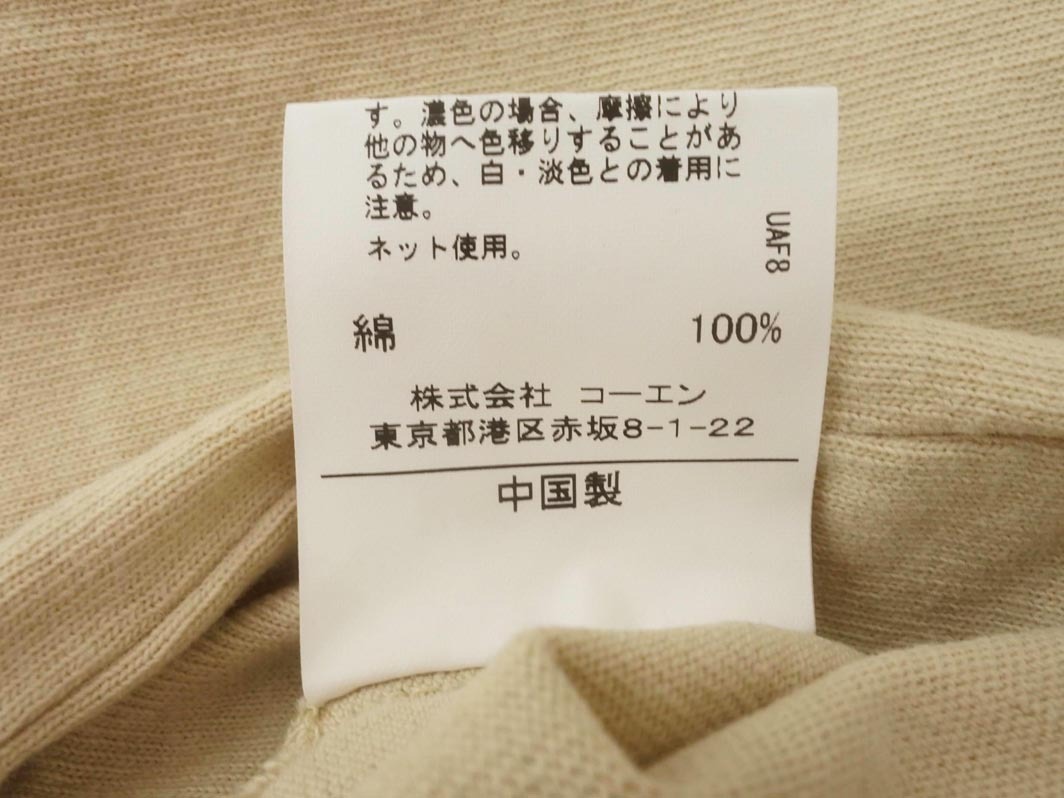 す。濃色の場合、摩擦により
他の物へ色移りすることがあ
るため、白・淡色との着用に
注意。
ネット使用。
UAF8
綿 100%
株式会社 コーエン
東京都港区赤坂8-1-22
中国製